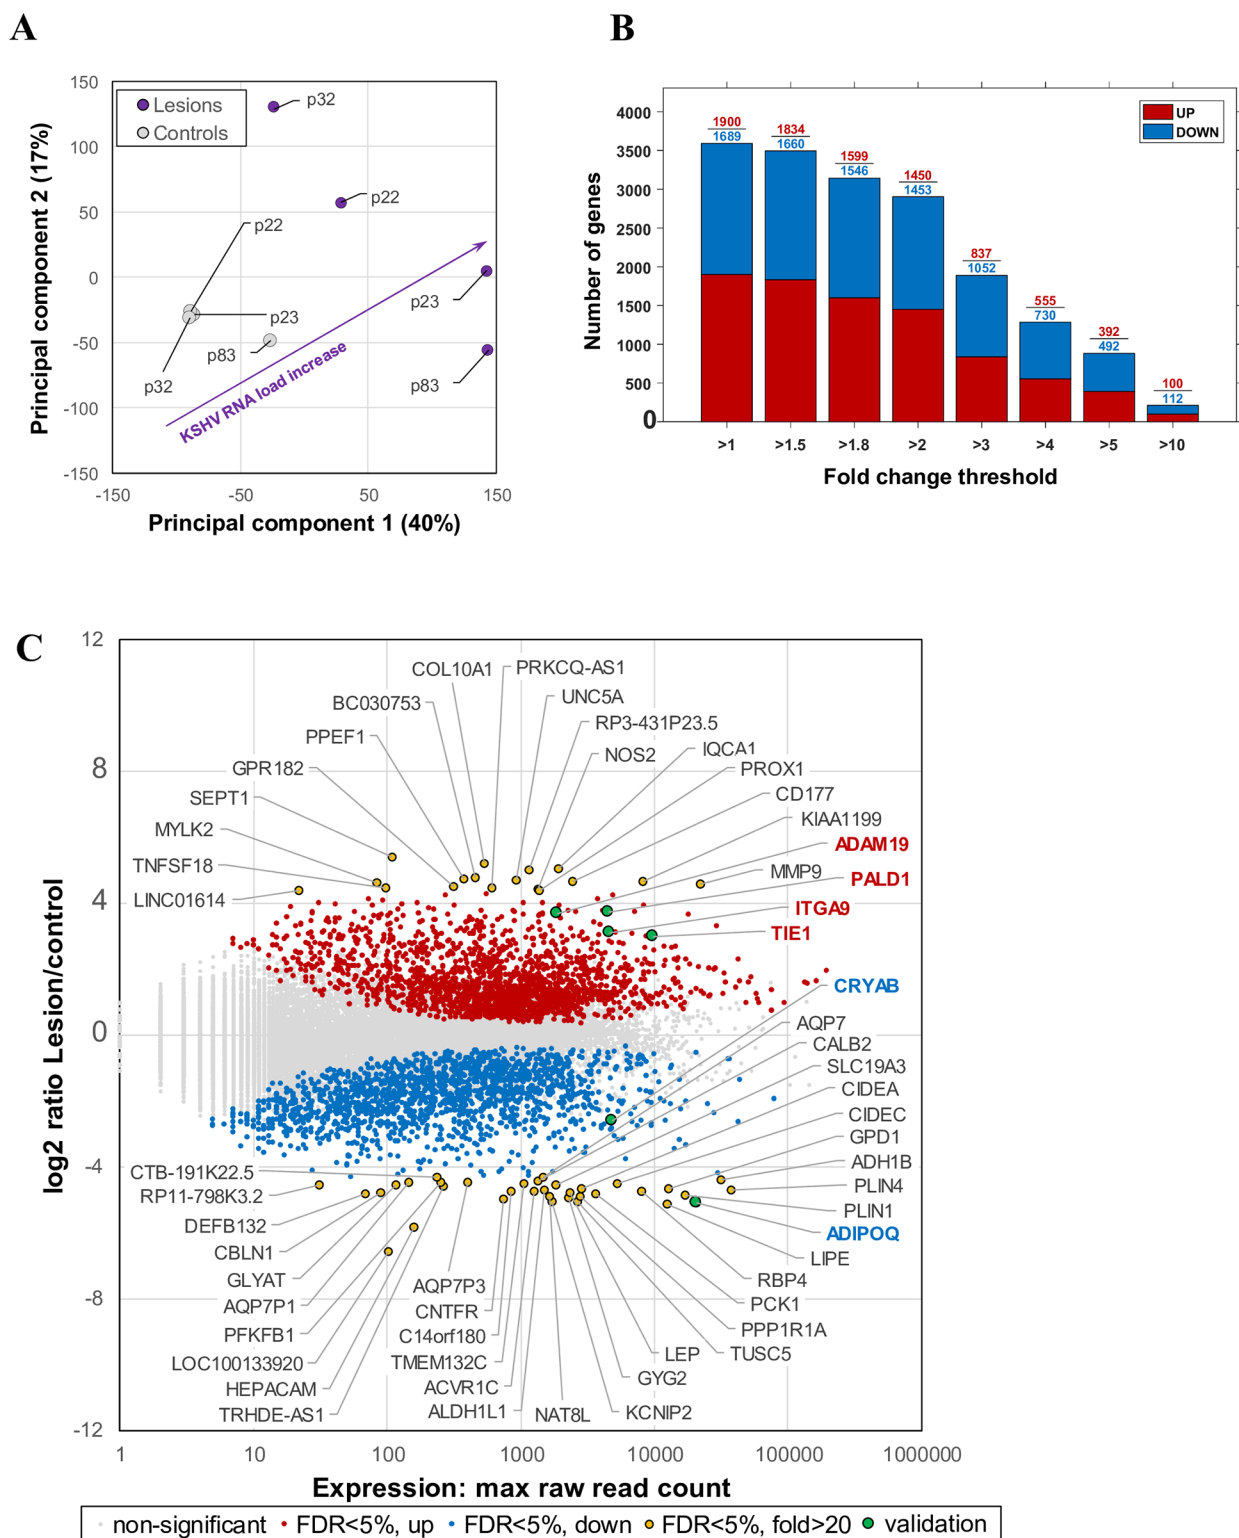 A
B
150
100
50
0
-50
-100
-150
-150
-50
50
150
Principal component 2 (17%)
Principal component 1 (40%)
Lesions
Controls
p32
p22
p22
p23
p23
p83
p83
p32
KSHV RNA load increase
Number of genes
4000
3500
3000
2500
2000
1500
1000
500
0
UP
DOWN
1900
1689
1834
1660
1599
1546
1450
1453
837
1052
555
730
392
492
100
112
>1
>1.5
>1.8
>2
>3
>4
>5
>10
Fold change threshold
C
12
8
4
0
-4
-8
-12
log2 ratio Lesion/control
COL10A1
PRKCQ-AS1
BC030753
UNC5A
PPEF1
RP3-431P23.5
GPR182
NOS2
IQCA1
SEPT1
PROX1
MYLK2
CD177
TNFSF18
KIAA1199
LINC01614
ADAM19
MMP9
PALD1
ITGA9
TIE1
CRYAB
AQP7
CALB2
SLC19A3
CIDEA
CIDEC
GPD1
ADH1B
PLIN4
PLIN1
ADIPOQ
LIPE
RBP4
PCK1
PPP1R1A
TUSC5
LEP
GYG2
KCNIP2
NAT8L
CTB-191K22.5
RP11-798K3.2
DEFB132
CBLN1
GLYAT
AQP7P1
PFKFB1
LOC100133920
HEPACAM
TRHDE-AS1
AQP7P3
CNTFR
C14orf180
TMEM132C
ACVR1C
ALDH1L1
1
10
100
1000
10000
100000
1000000
Expression: max raw read count
non-significant
FDR<5%, up
FDR<5%, down
FDR<5%, fold>20
validation